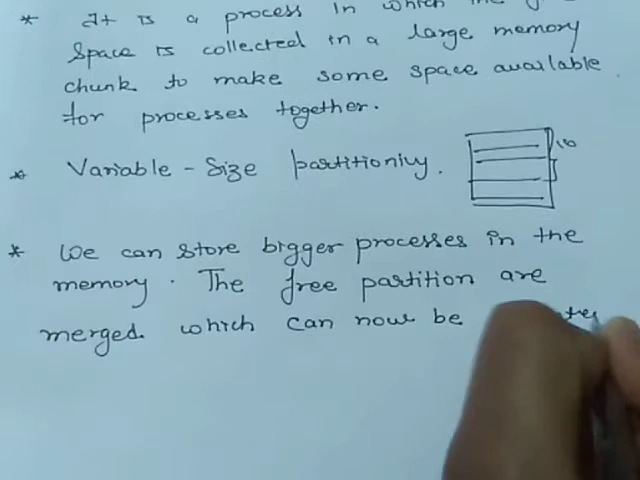 * It is a process in which the
Space is collected in a large memory
chunk to make some space available
for processes together.
* Variable - Size partitioning. 10
* We can store bigger processes in the
memory. The free partition are
merged which can now be